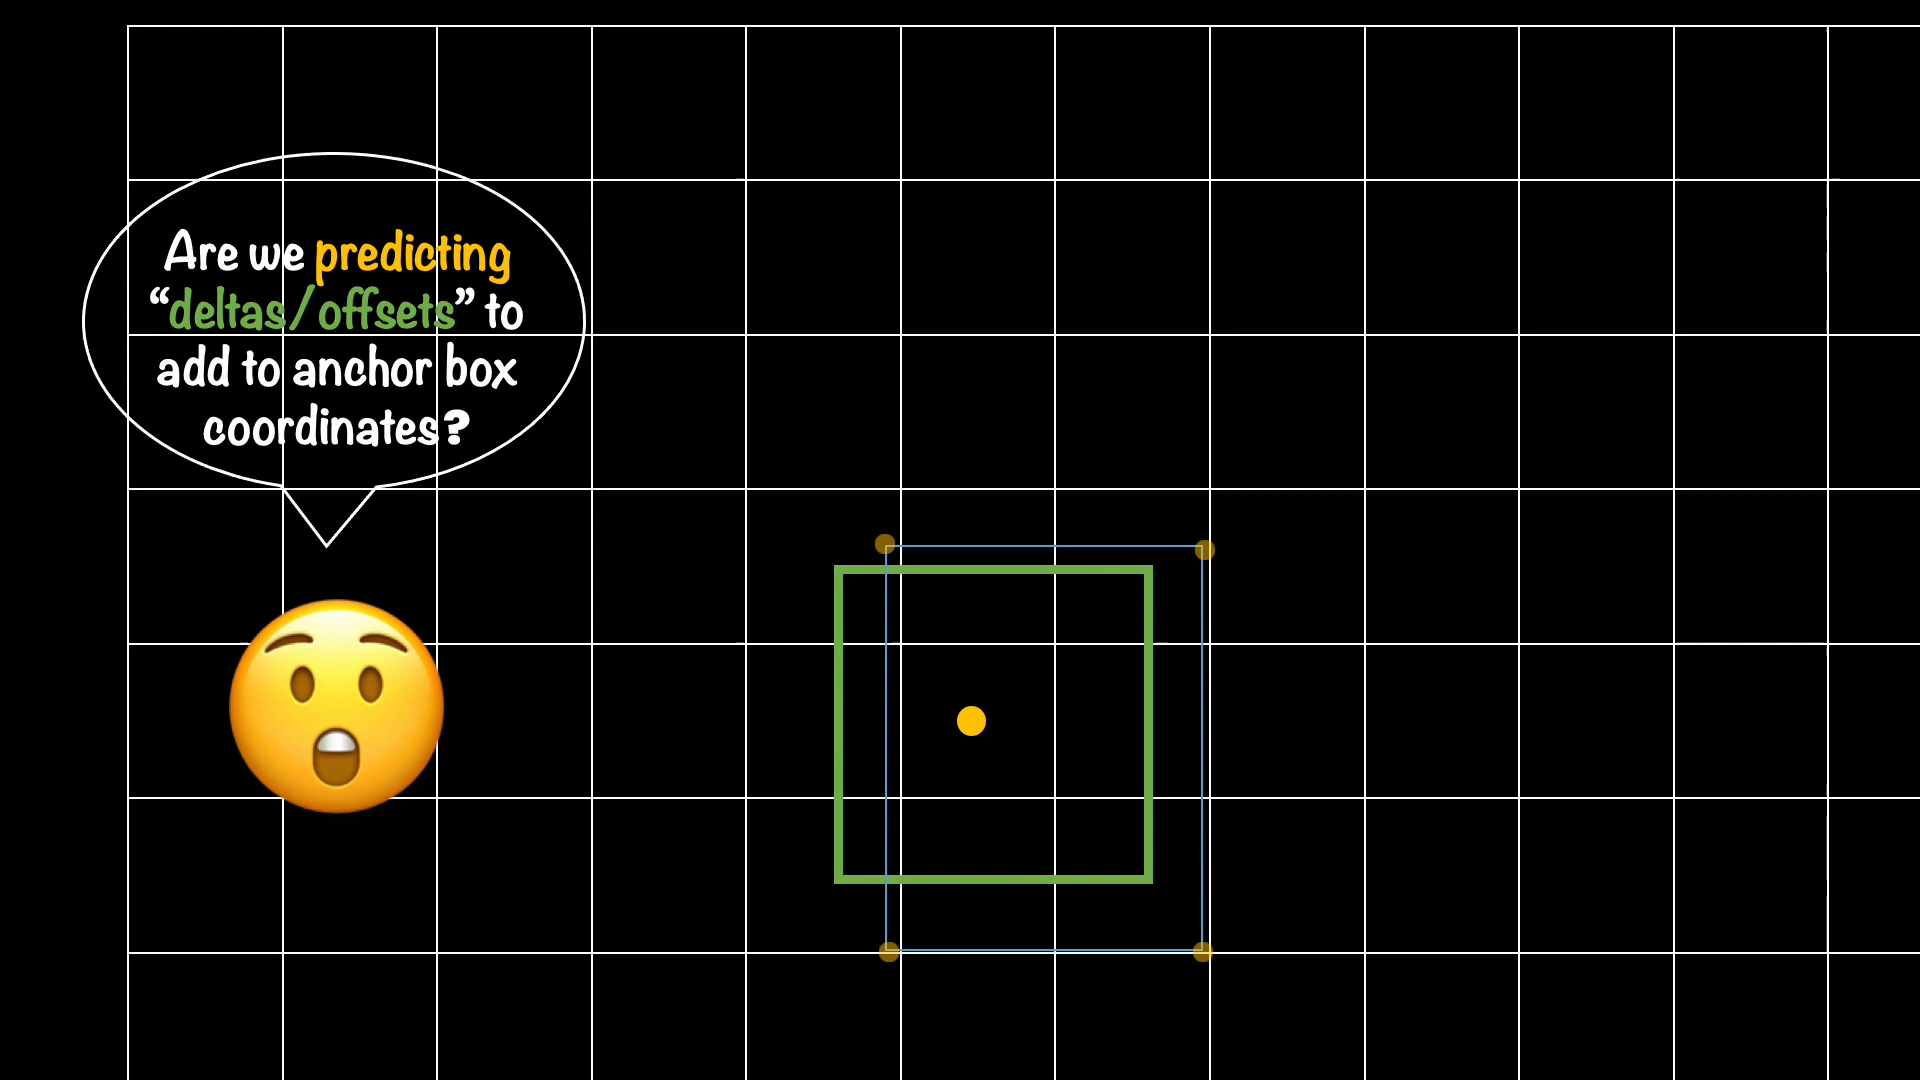 Are we predicting
“deltas/offsets” to
add to anchor box
coordinates?